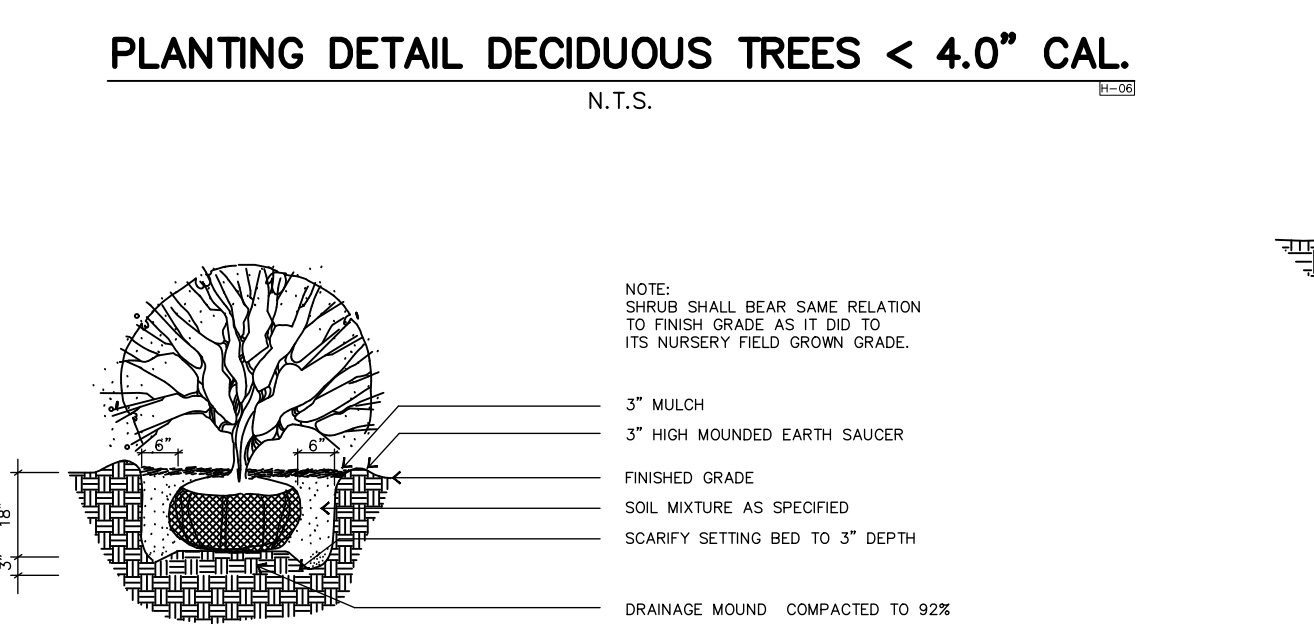 PLANTING DETAIL DECIDUOUS TREES < 4.0" CAL.
H-06
N.T.S.
NOTE:
SHRUB SHALL BEAR SAME RELATION
TO FINISH GRADE AS IT DID TO
ITS NURSERY FIELD GROWN GRADE.
3" MULCH
3" HIGH MOUNDED EARTH SAUCER
6" 6"
FINISHED GRADE
SOIL MIXTURE AS SPECIFIED
18"
SCARIFY SETTING BED TO 3" DEPTH
3"
DRAINAGE MOUND COMPACTED TO 92%